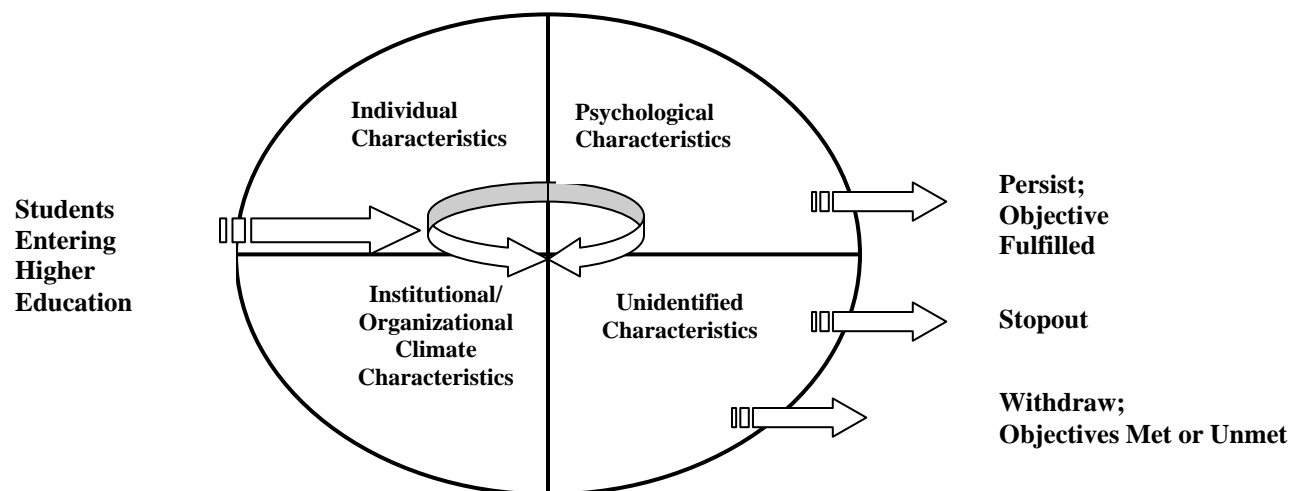 Individual
Characteristics
Psychological
Characteristics
Students
Entering
Higher
Education
Persist;
Objective
Fulfilled
Institutional/
Organizational
Climate
Characteristics
Unidentified
Characteristics
Stopout
Withdraw;
Objectives Met or Unmet